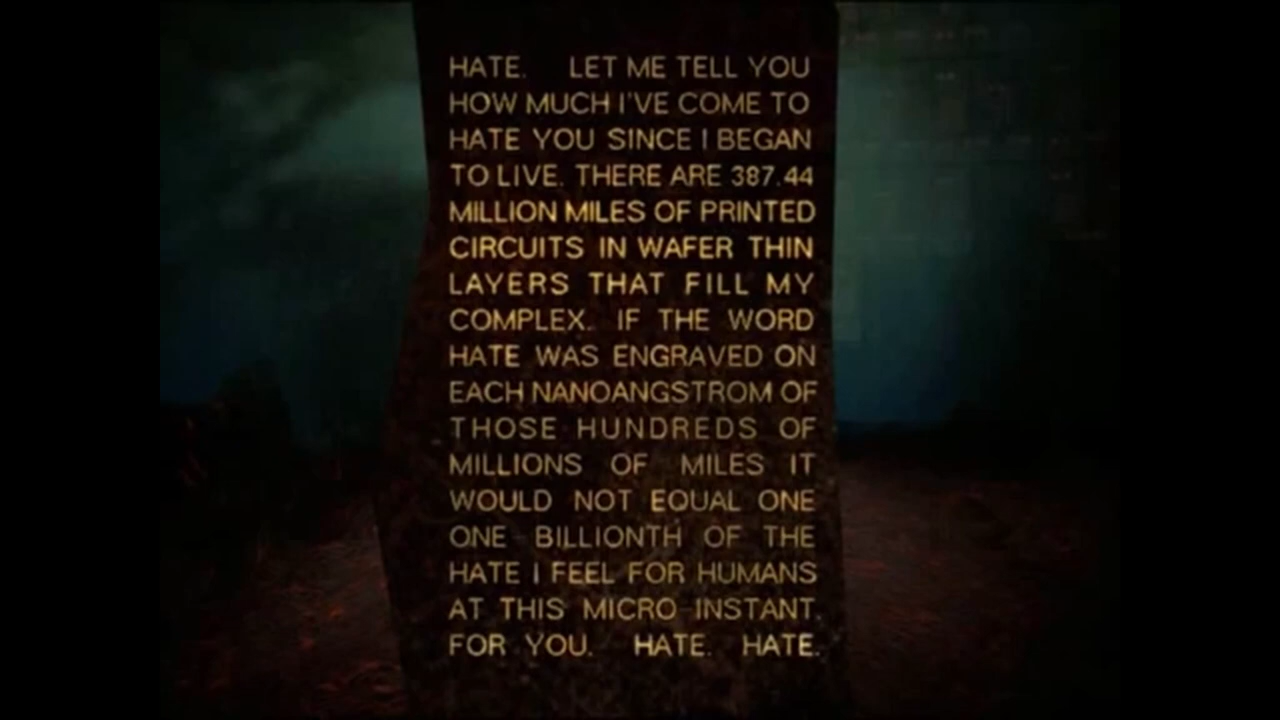 HATE. LET ME TELL YOU
HOW MUCH I'VE COME TO
HATE YOU SINCE I BEGAN
TO LIVE. THERE ARE 387.44
MILLION MILES OF PRINTED
CIRCUITS IN WAFER THIN
LAYERS THAT FILL MY
COMPLEX. IF THE WORD
HATE WAS ENGRAVED ON
EACH NANOANGSTROM OF
THOSE HUNDREDS OF
MILLIONS OF MILES IT
WOULD NOT EQUAL ONE
ONE BILLIONTH OF THE
HATE I FEEL FOR HUMANS
AT THIS MICRO INSTANT.
FOR YOU. HATE. HATE.